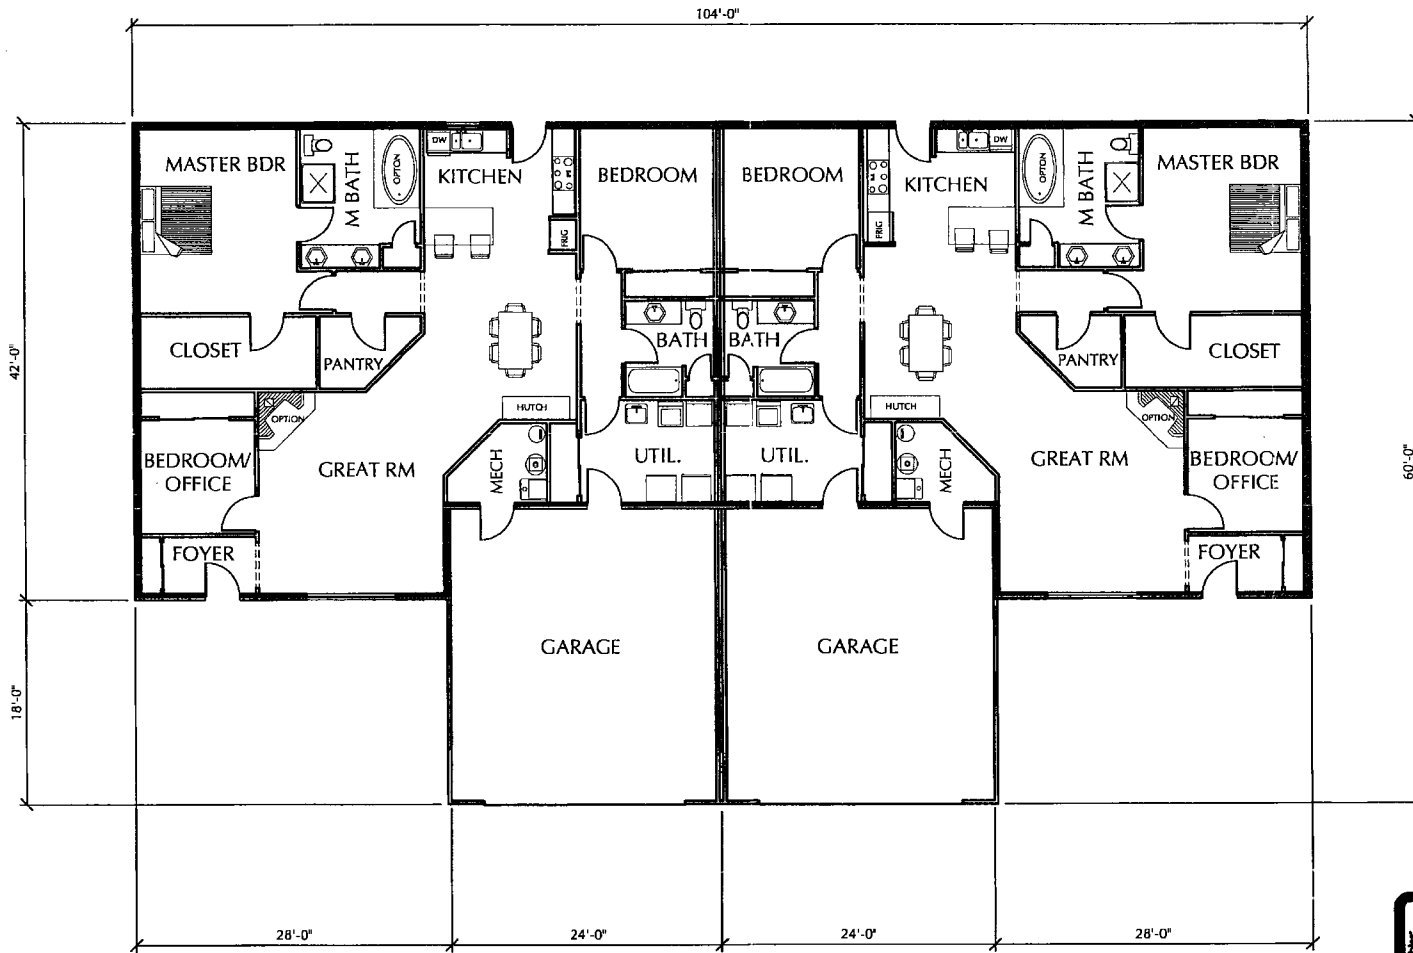 104'-0"
MASTER BDR
M BATH
OPTION
DW
KITCHEN
FRIG
BEDROOM
BEDROOM
KITCHEN
FRIG
DW
OPTION
M BATH
MASTER BDR
42'-0"
CLOSET
PANTRY
BATH
BATH
PANTRY
CLOSET
OPTION
HUTCH
HUTCH
OPTION
BEDROOM/
OFFICE
GREAT RM
MECH
UTIL.
UTIL.
MECH
GREAT RM
BEDROOM/
OFFICE
60'-0"
FOYER
FOYER
GARAGE
GARAGE
18'-0"
28'-0"
24'-0"
24'-0"
28'-0"